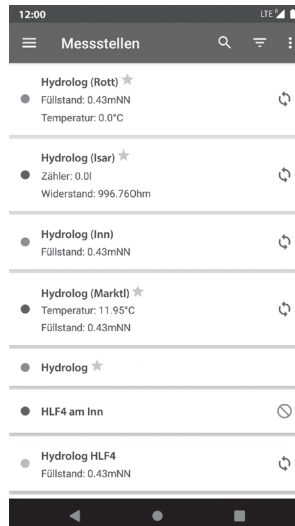 12:00 LTE
Messstellen
Hydrolog (Rott)
Füllstand: 0.43mNN
Temperatur: 0.0°C
Hydrolog (Isar)
Zähler: 0.0l
Widerstand: 996.76Ohm
Hydrolog (Inn)
Füllstand: 0.43mNN
Hydrolog (Marktl)
Temperatur: 11.95°C
Füllstand: 0.43mNN
Hydrolog
HLF4 am Inn
Hydrolog HLF4
Füllstand: 0.43mNN